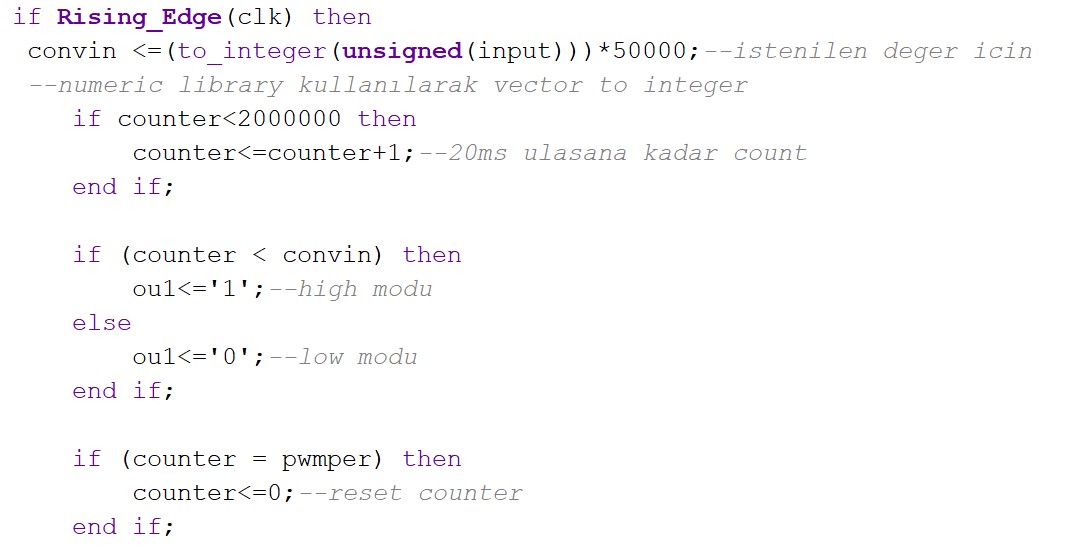 if Rising_Edge(clk) then
convin <=(to_integer(unsigned(input)))*50000;--istenilen deger icin
--numeric library kullanılarak vector to integer
if counter<2000000 then
counter<=counter+1;--20ms ulasana kadar count
end if;
if (counter < convin) then
ou1<='1';--high modu
else
ou1<='0';--low modu
end if;
if (counter = pwmper) then
counter<=0;--reset counter
end if;